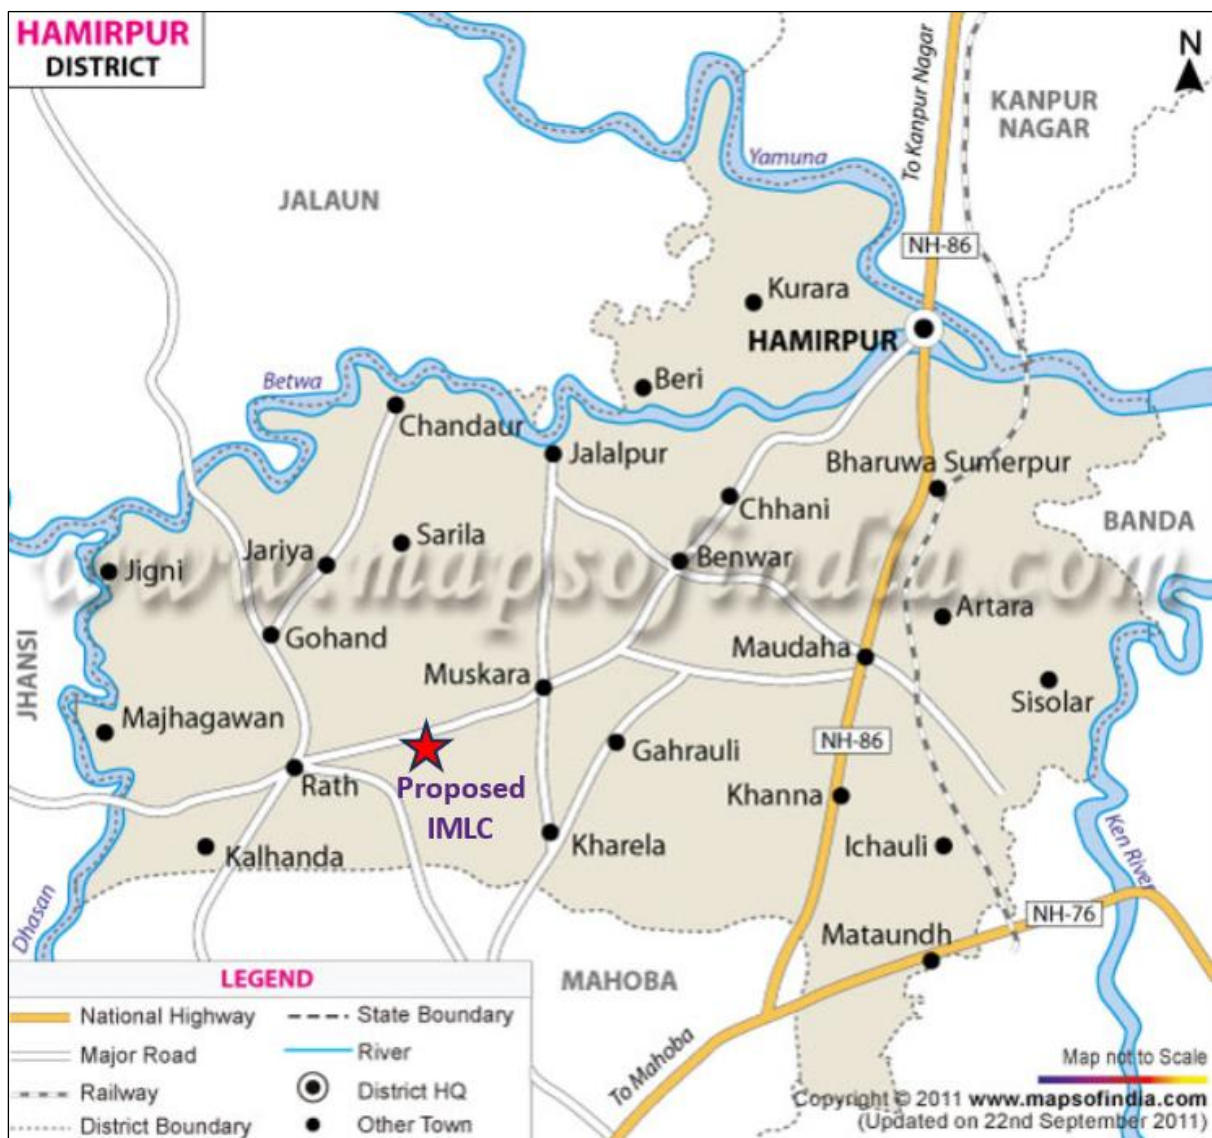 HAMIRPUR
DISTRICT
N
KANPUR
NAGAR
To Kanpur Nagar
Yamuna
JALAUN
NH-86
Kurara
HAMIRPUR
Beri
Betwa
Chandaur
Jalalpur
Bharuwa Sumerpur
Chhani
BANDA
Sarila
Jariya
Benwar
www.mapsofindia.com
Jigni
Artara
Gohand
Maudaha
JHANSI
Muskara
Sisolar
Majhagawan
Gahrauli
NH-86
Rath
Proposed
IMLC
Khanna
Kalhanda
Kharela
Ichauli
Ken River
Dhasan
NH-76
Mataundh
MAHOBA
To Mahoba
LEGEND
National Highway
State Boundary
Major Road
River
Railway
District HQ
District Boundary
Other Town
Map not to Scale
Copyright © 2011 www.mapsofindia.com
(Updated on 22nd September 2011)